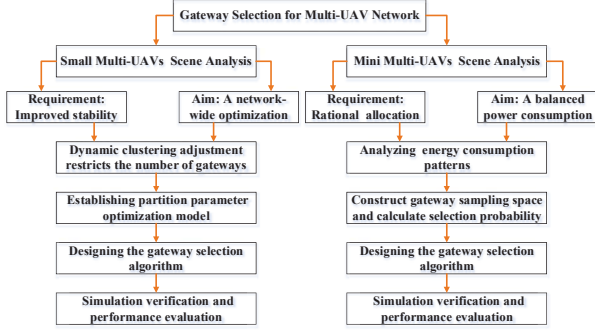 Gateway Selection for Multi-UAV Network
Small Multi-UAVs Scene Analysis
Mini Multi-UAVs Scene Analysis
Requirement:
Improved stability
Aim: A network-
wide optimization
Requirement:
Rational allocation
Aim: A balanced
power consumption
Dynamic clustering adjustment
restricts the number of gateways
Analyzing energy consumption
patterns
Establishing partition parameter
optimization model
Construct gateway sampling space
and calculate selection probability
Designing the gateway selection
algorithm
Designing the gateway selection
algorithm
Simulation verification and
performance evaluation
Simulation verification and
performance evaluation